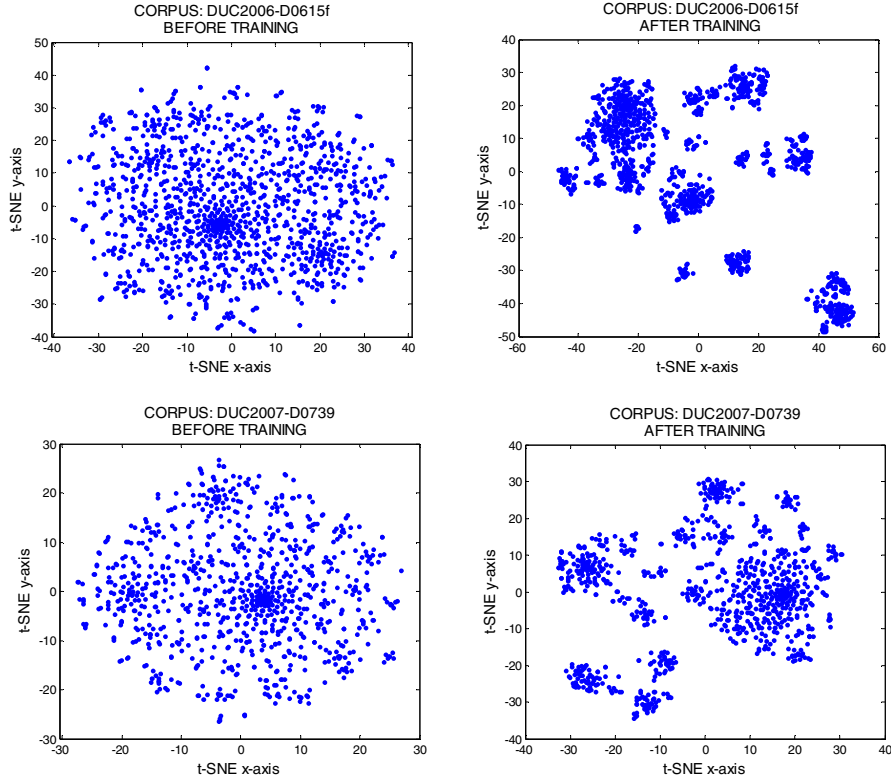 CORPUS: DUC2006-D0615f
BEFORE TRAINING
50
40
30
20
10
0
-10
-20
-30
-40
-40 -30 -20 -10 0 10 20 30 40
t-SNE y-axis
t-SNE x-axis
CORPUS: DUC2006-D0615f
AFTER TRAINING
40
30
20
10
0
-10
-20
-30
-40
-50
-60 -40 -20 0 20 40 60
t-SNE y-axis
t-SNE x-axis
CORPUS: DUC2007-D0739
BEFORE TRAINING
30
20
10
0
-10
-20
-30
-30 -20 -10 0 10 20 30
t-SNE y-axis
t-SNE x-axis
CORPUS: DUC2007-D0739
AFTER TRAINING
40
30
20
10
0
-10
-20
-30
-40
-40 -30 -20 -10 0 10 20 30 40
t-SNE y-axis
t-SNE x-axis